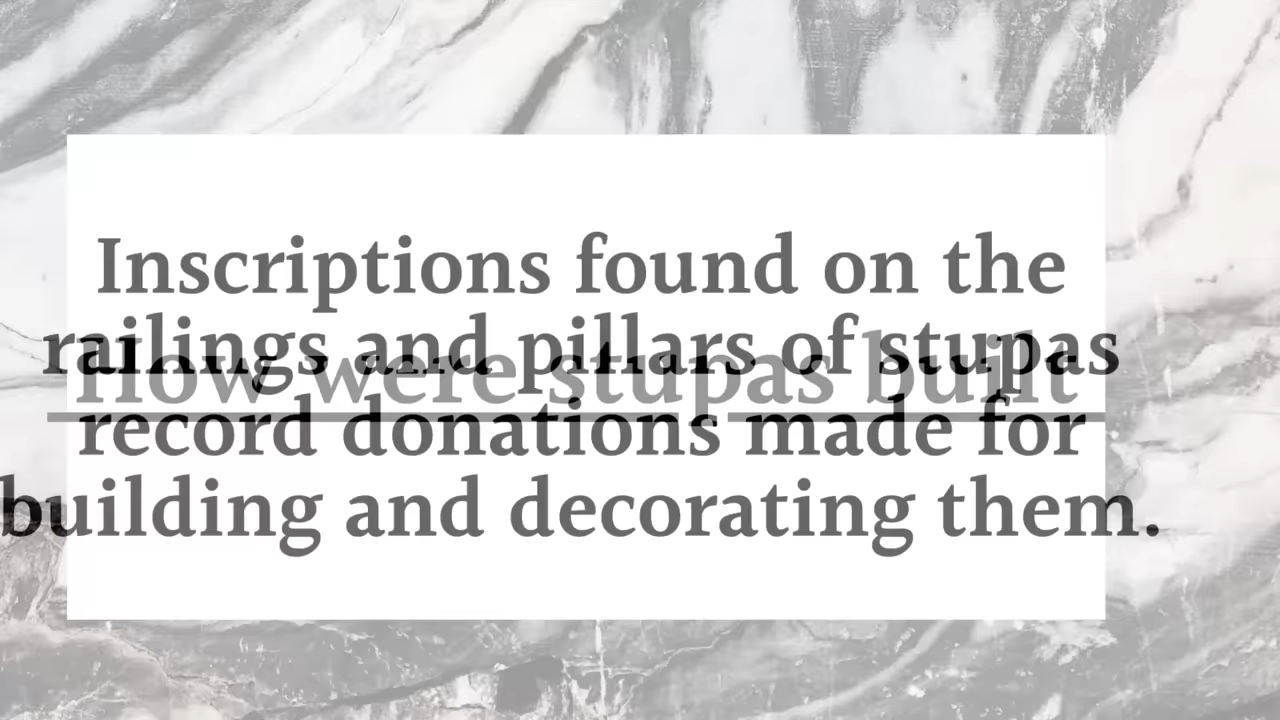 Inscriptions found on the
railings and pillars of stupas
How were stupas built
record donations made for
building and decorating them.